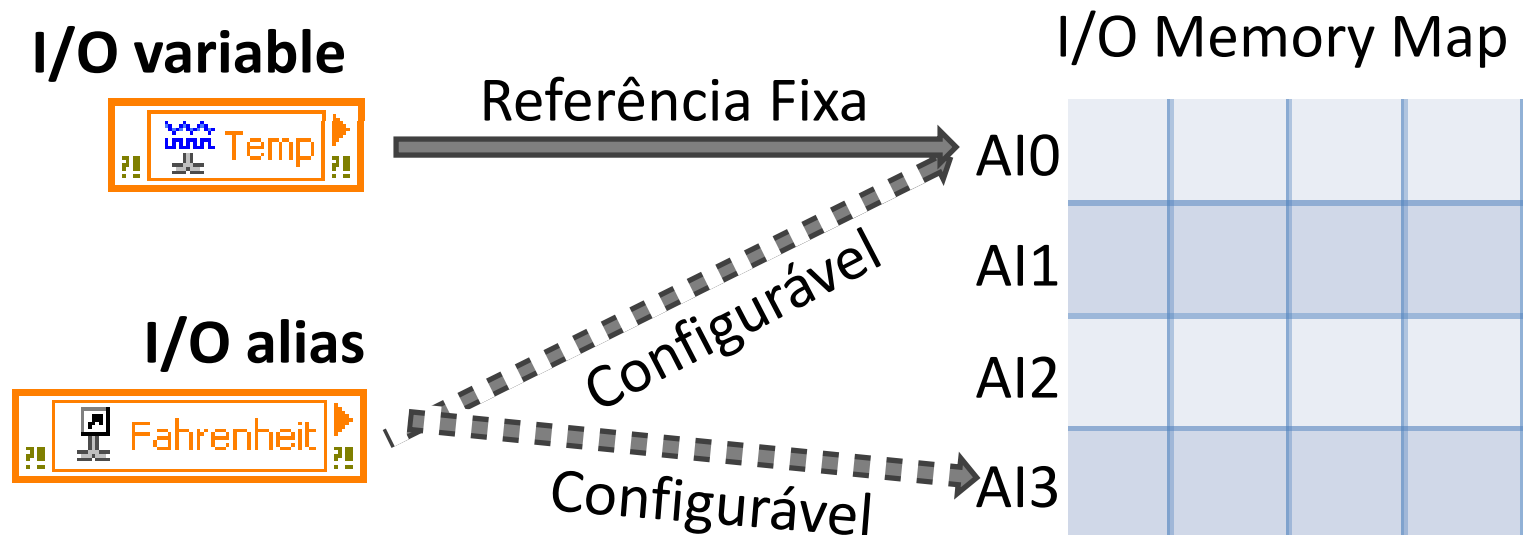 I/O variable
I/O Memory Map
Referência Fixa
?! Temp ?!
AI0
Configurável
AI1
I/O alias
AI2
?! Fahrenheit ?!
Configurável
AI3